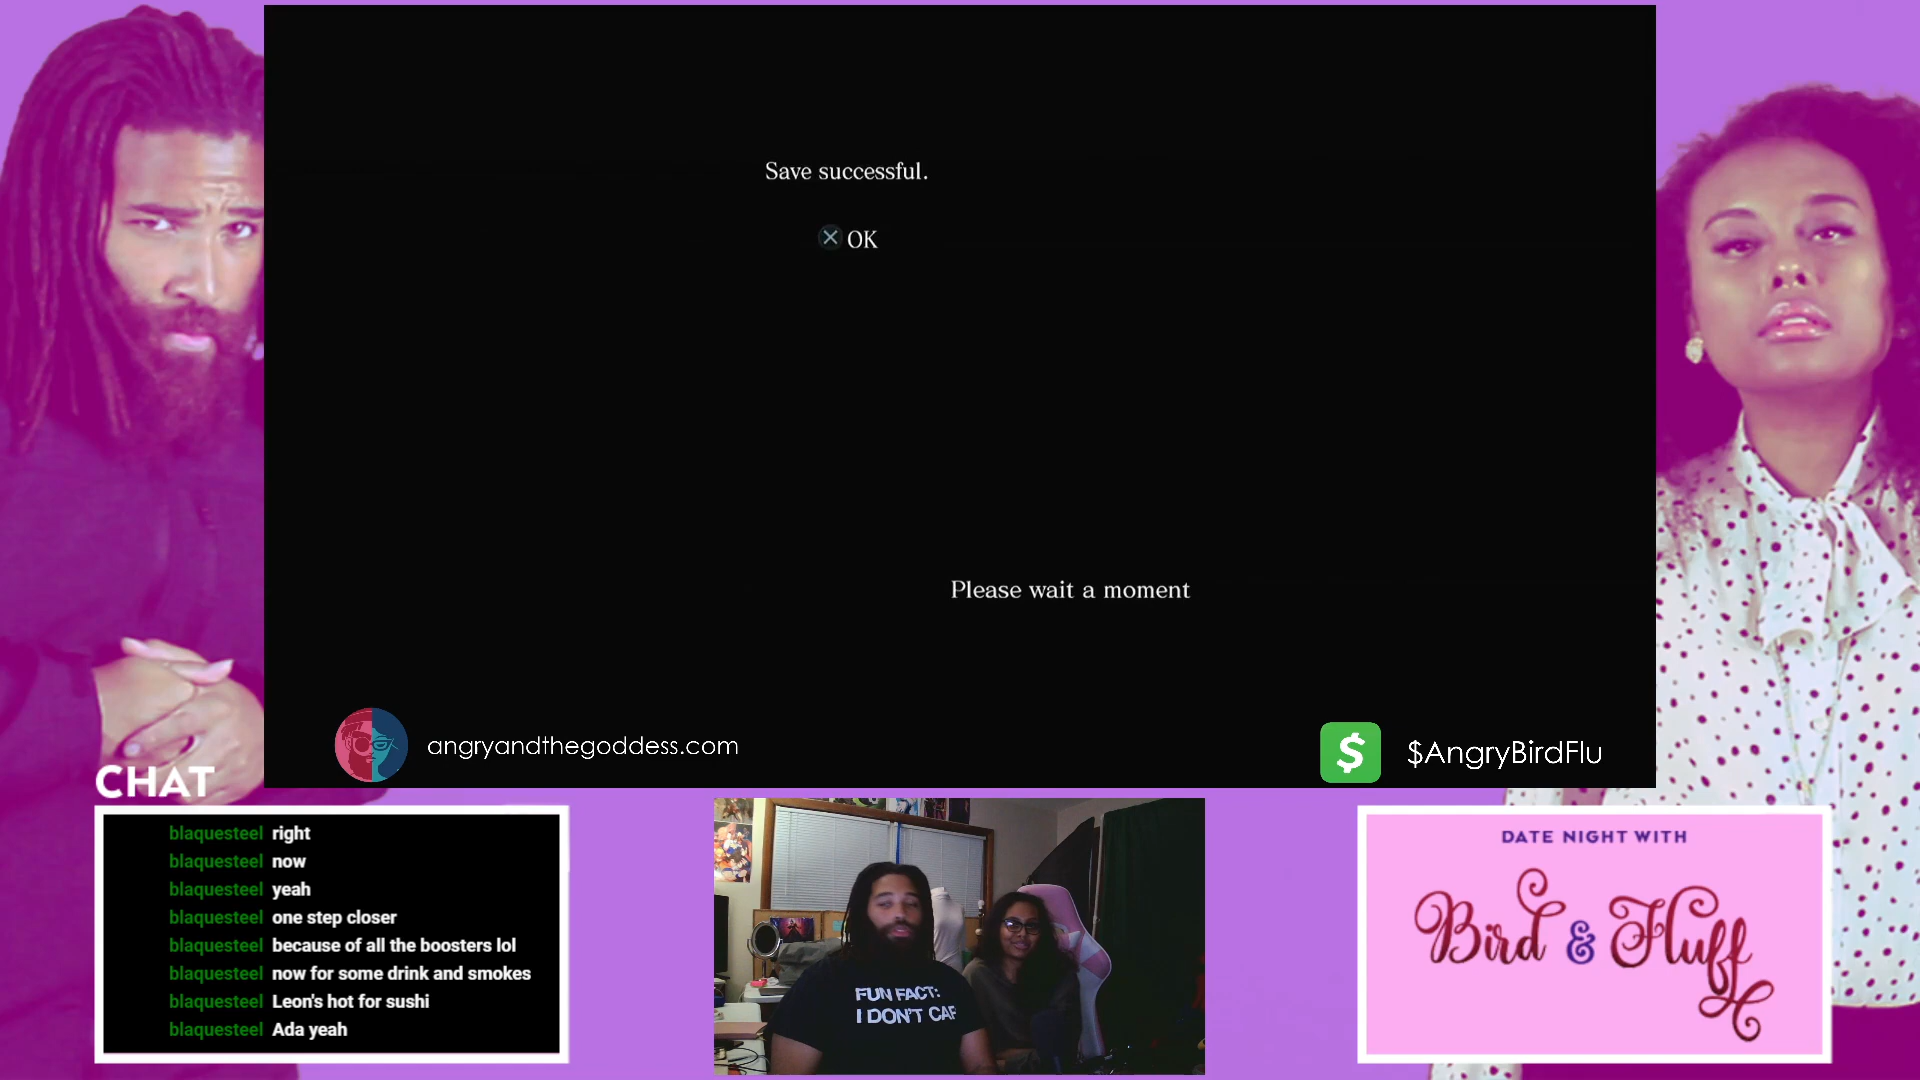 Save successful.
OK
Please wait a moment
angryandthegoddess.com
$ $AngryBirdFlu
CHAT
blaquesteel right
blaquesteel now
blaquesteel yeah
blaquesteel one step closer
blaquesteel because of all the boosters lol
blaquesteel now for some drink and smokes
blaquesteel Leon's hot for sushi
blaquesteel Ada yeah
FUN FACT:
I DON'T CAR
DATE NIGHT WITH
Bird & Fluff